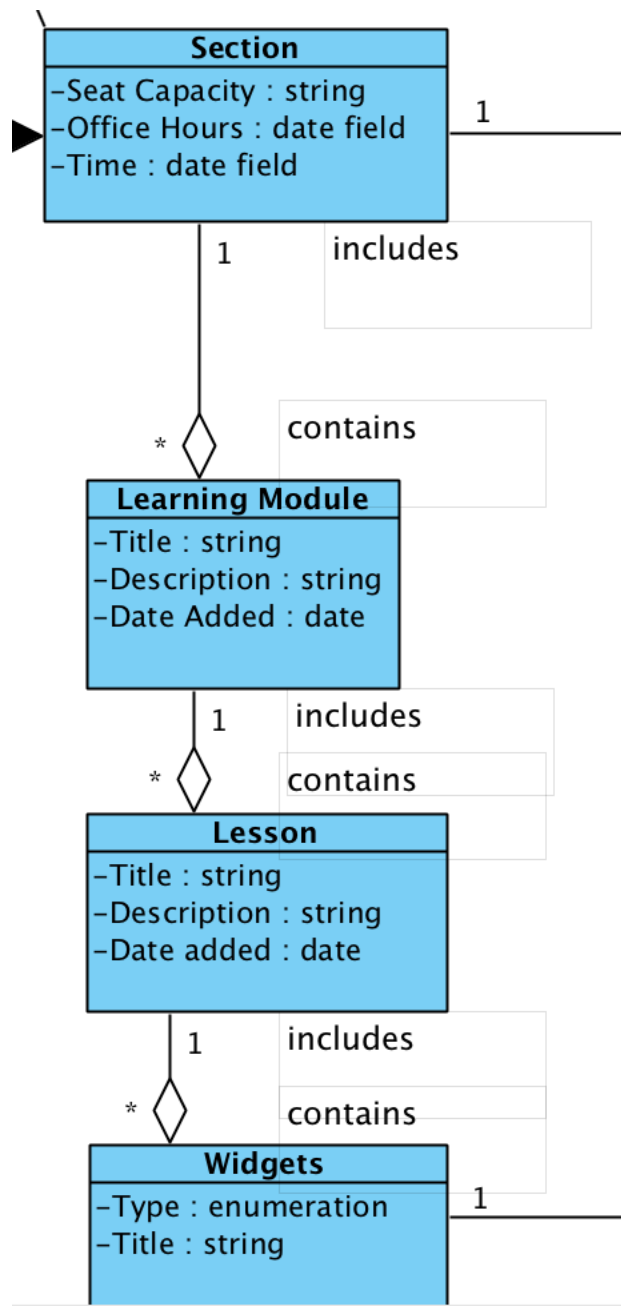 Section
-Seat Capacity : string
-Office Hours : date field
-Time : date field
1
1
includes
*
contains
Learning Module
-Title : string
-Description : string
-Date Added : date
1
includes
*
contains
Lesson
-Title : string
-Description : string
-Date added : date
1
includes
*
contains
Widgets
-Type : enumeration
-Title : string
1